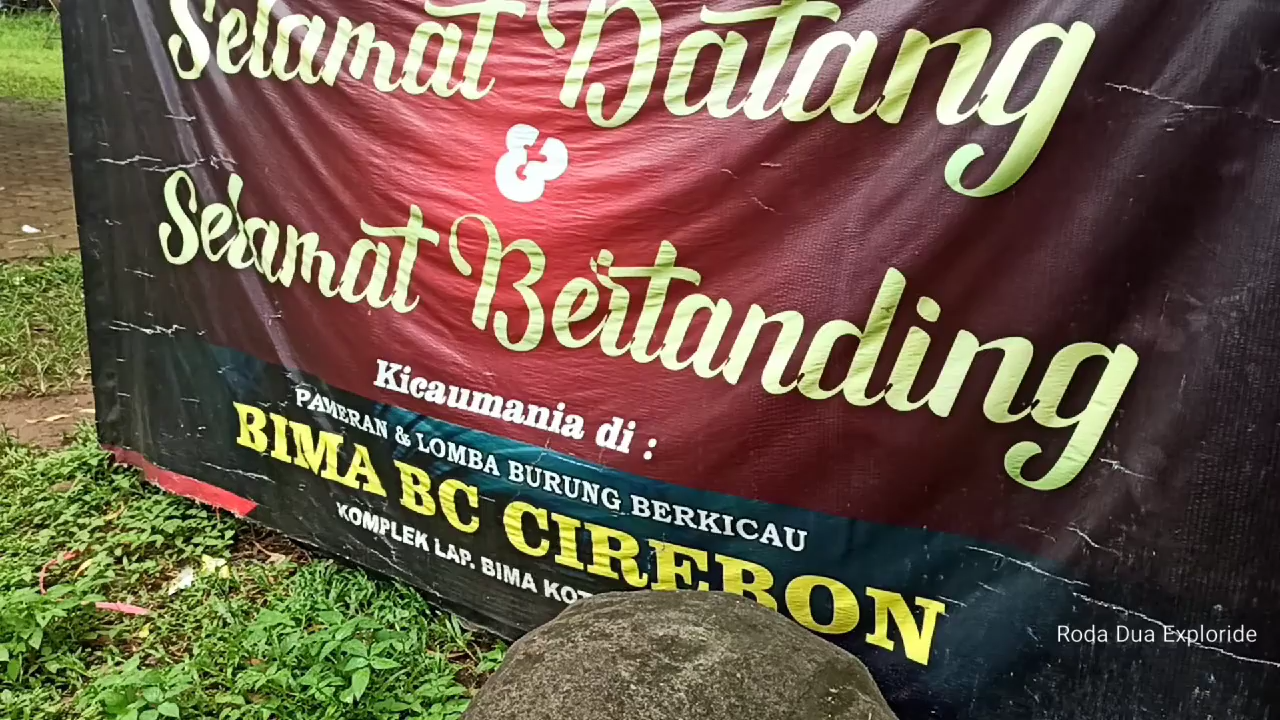 Selamat Datang
&
Selamat Bertanding
Kicaumania di :
PAMERAN & LOMBA BURUNG BERKICAU
BIMA BC CIREBON
KOMPLEK LAP. BIMA
Roda Dua Exploride